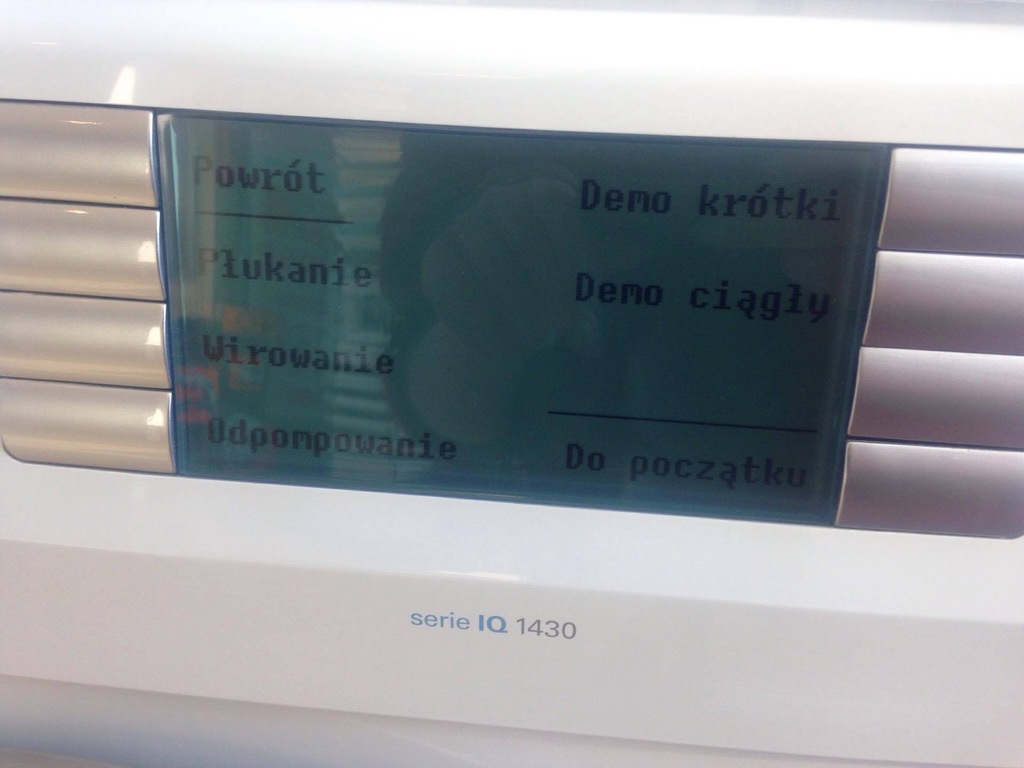 Powrót
Płukanie
Wirowanie
Odpompowanie
Demo krótki
Demo ciągły
Do początku
serie IQ 1430